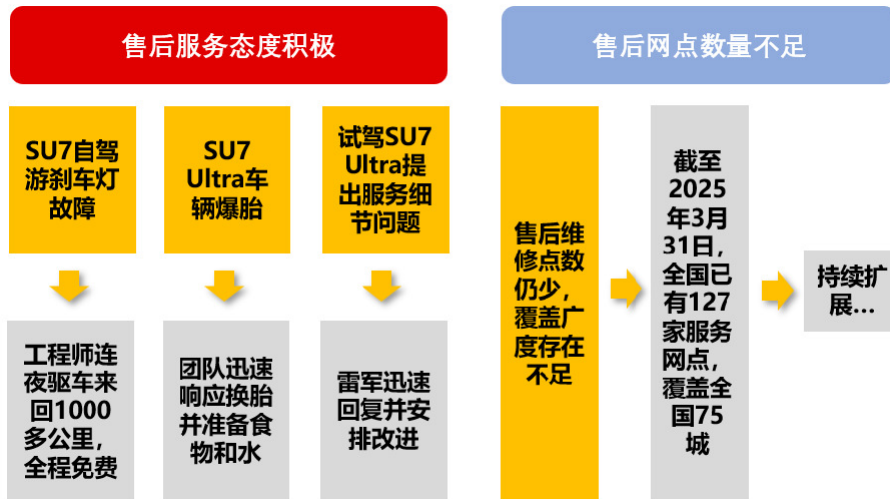 售后服务态度积极
售后网点数量不足
SU7自驾
游刹车灯
故障
SU7
Ultra车
辆爆胎
试驾SU7
Ultra提
出服务细
节问题
工程师连
夜驱车来
回1000
多公里，
全程免费
团队迅速
响应换胎
并准备食
物和水
雷军迅速
回复并安
排改进
售后维
修点数
仍少，
覆盖广
度存在
不足
截至
2025
年3月
31日，
全国已
有127
家服务
网点，
覆盖全
国75
城
持续扩
展...